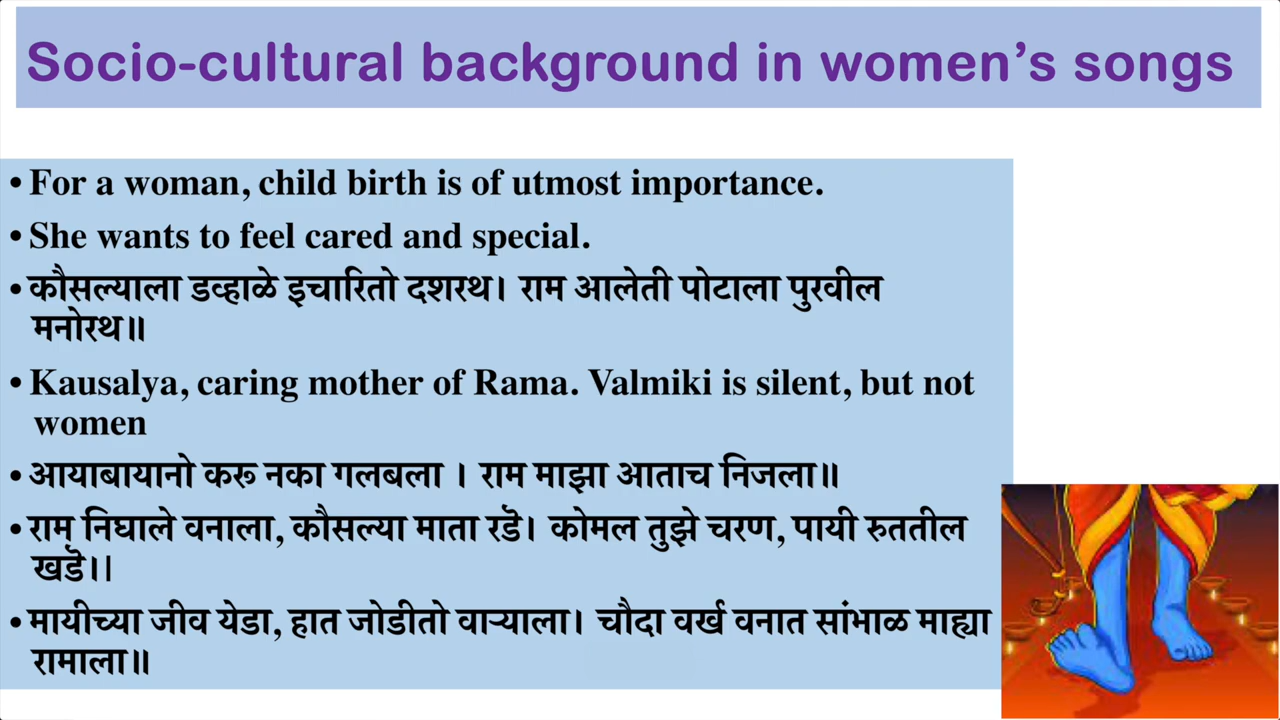 Socio-cultural background in women’s songs
• For a woman, child birth is of utmost importance.
• She wants to feel cared and special.
• कौसल्याला डव्हाळे इचारितो दशरथ। राम आलेती पोटाला पुरवील
मनोरथ॥
• Kausalya, caring mother of Rama. Valmiki is silent, but not
women
• आयाबायानो करू नका गलबला । राम माझा आताच निजला॥
• राम निघाले वनाला, कौसल्या माता रडॆ। कोमल तुझे चरण, पायी रुततील
खडॆ।।
• मायीच्या जीव येडा, हात जोडीतो वाऱ्याला। चौदा वर्ख वनात सांभाळ माह्या
रामाला॥